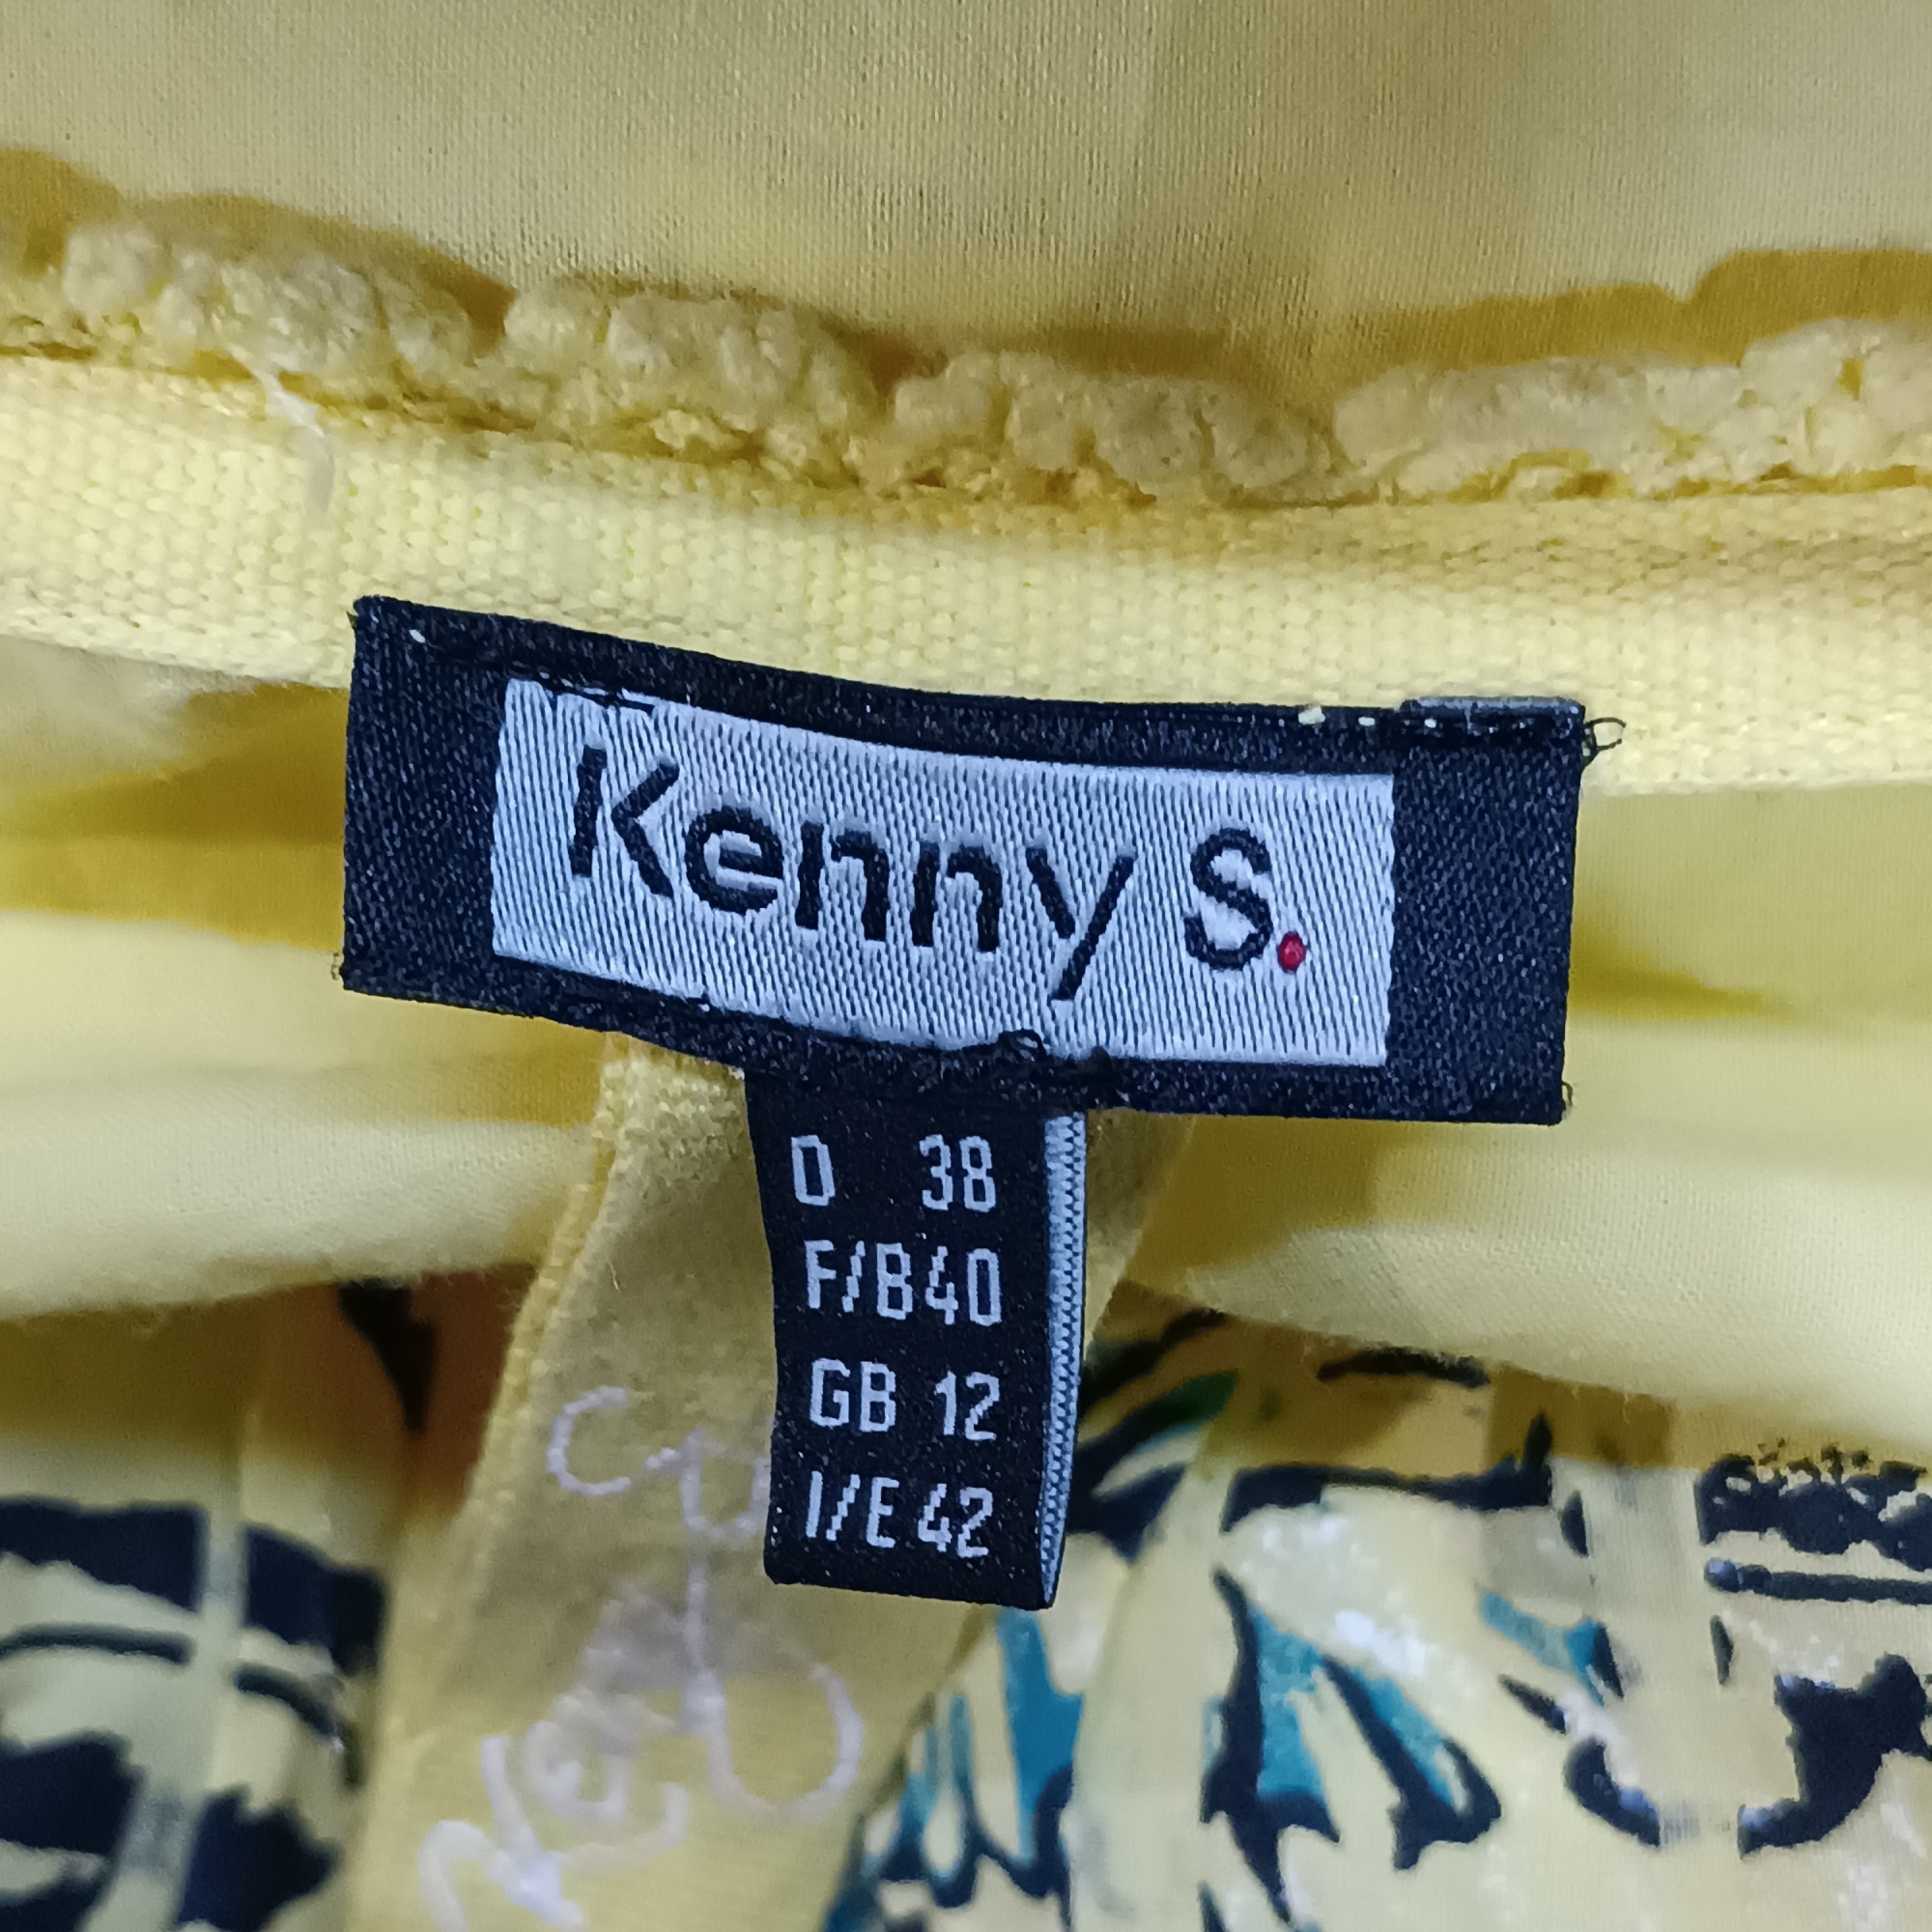 Kenny S.
D 38
F/B 40
GB 12
I/E 42